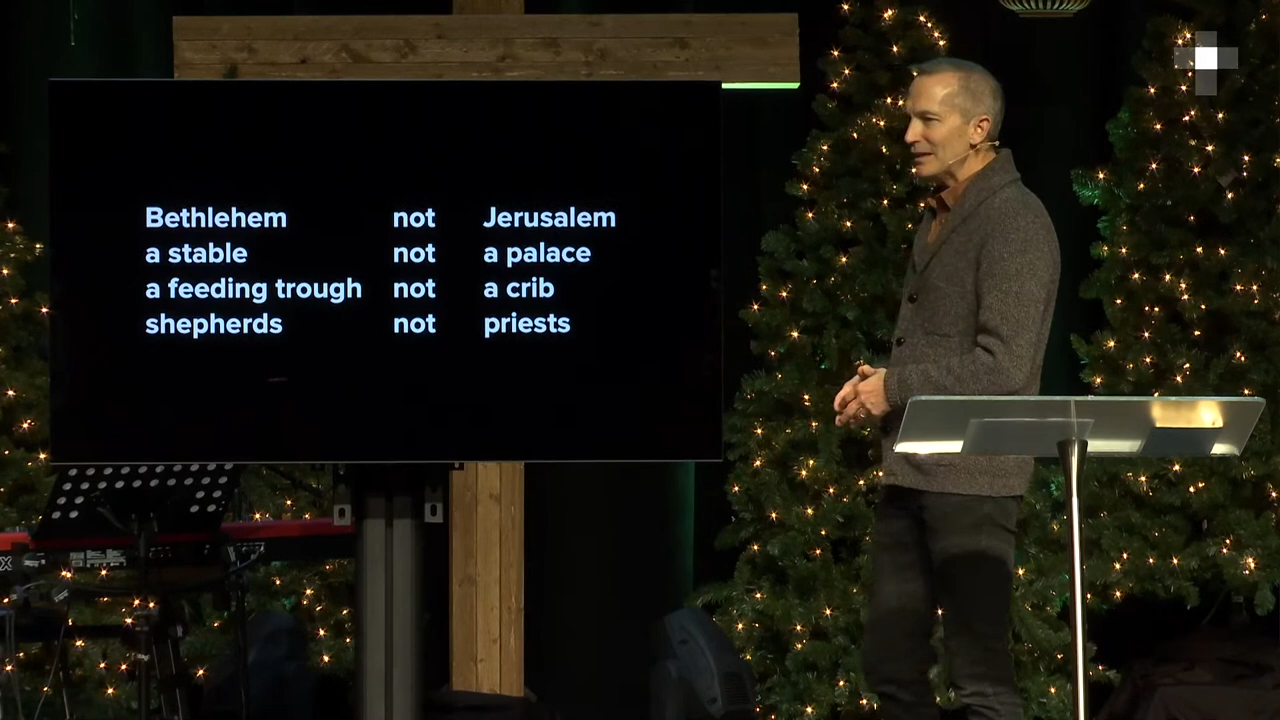 Bethlehem not Jerusalem
a stable not a palace
a feeding trough not a crib
shepherds not priests